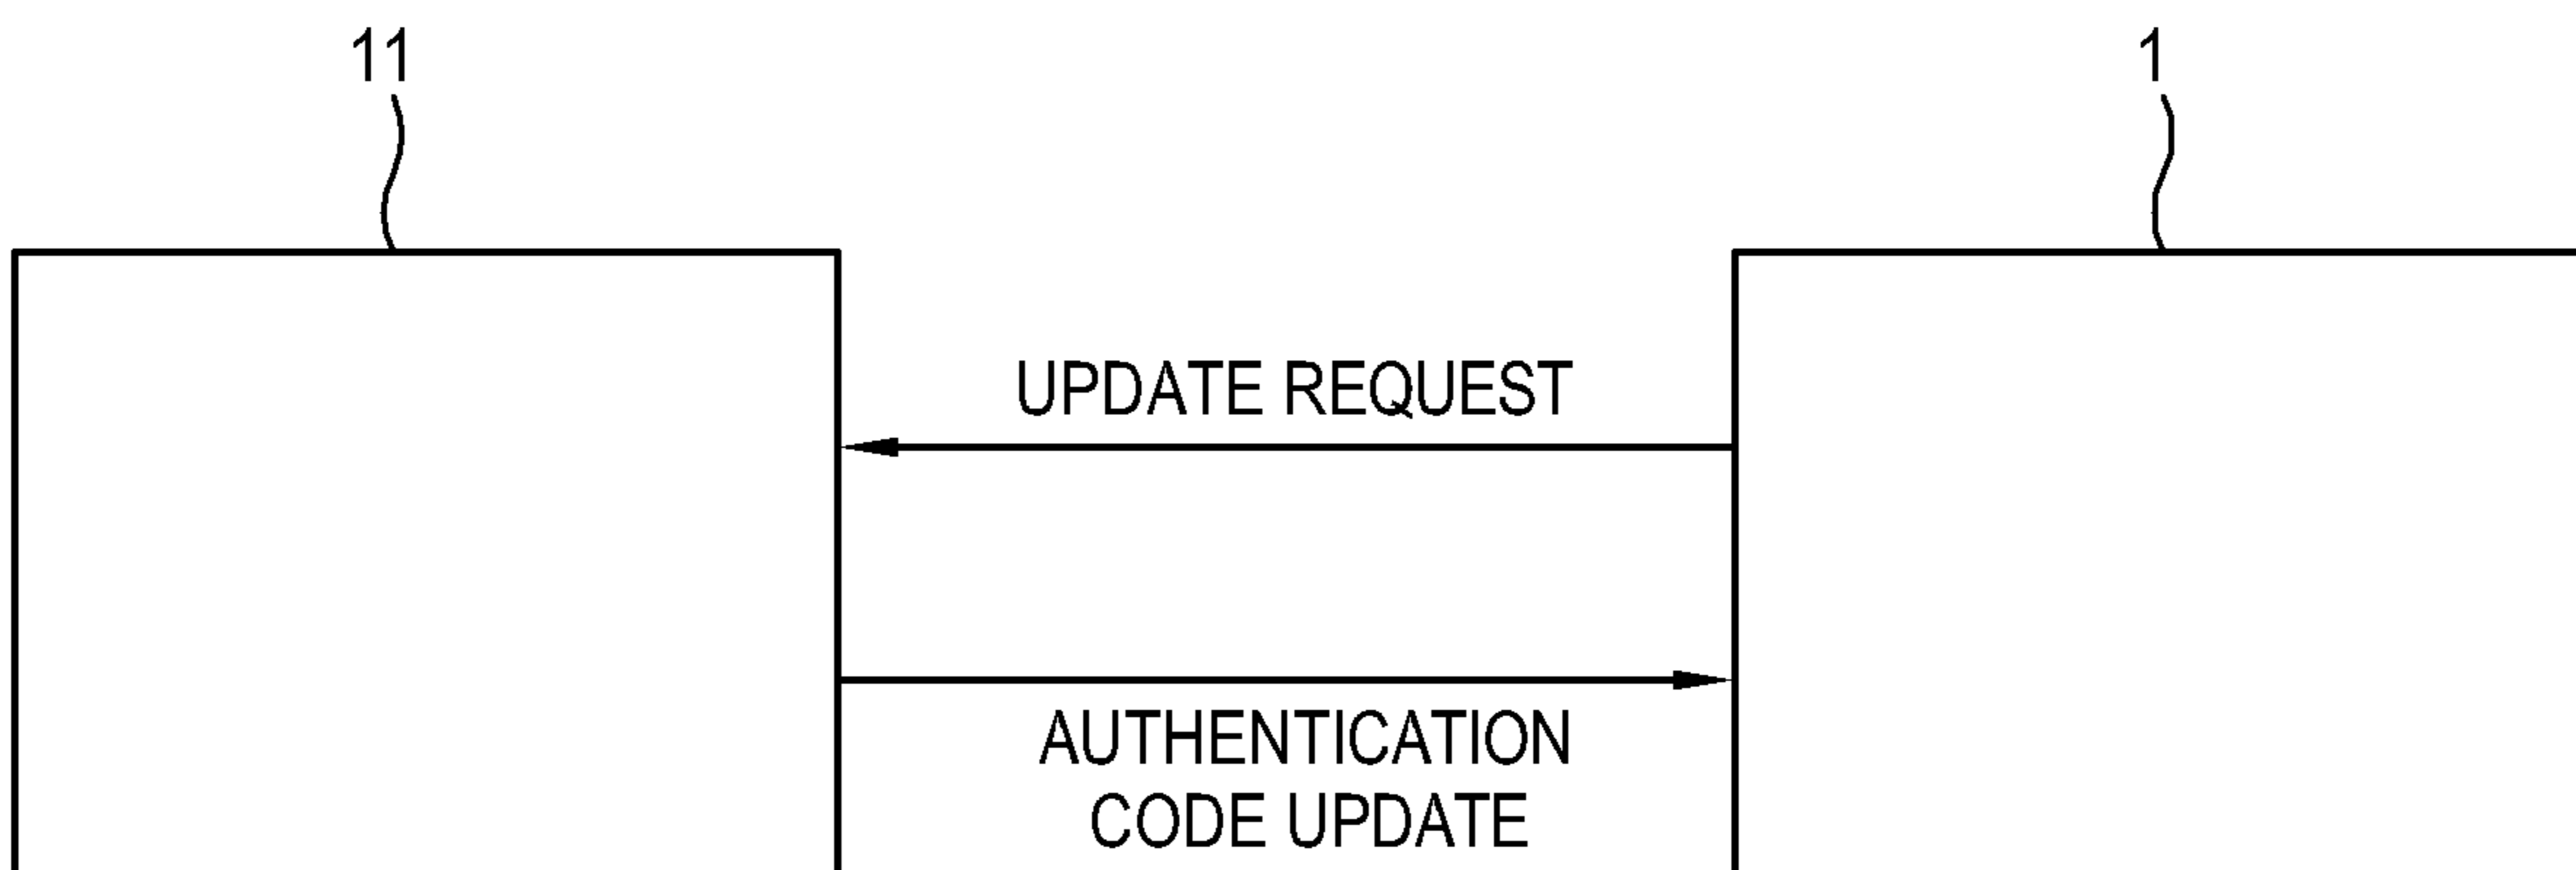 11
1
UPDATE REQUEST
AUTHENTICATION
CODE UPDATE